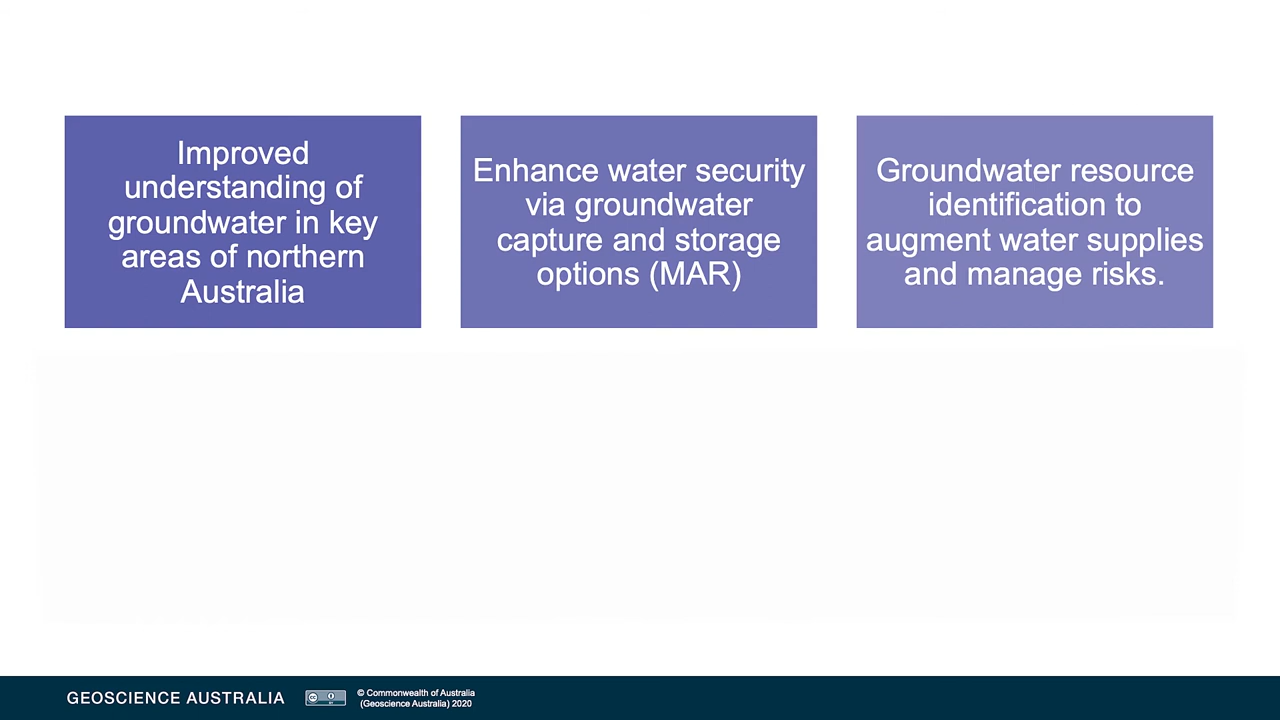 Improved
understanding of
groundwater in key
areas of northern
Australia
Enhance water security
via groundwater
capture and storage
options (MAR)
Groundwater resource
identification to
augment water supplies
and manage risks.
GEOSCIENCE AUSTRALIA
© Commonwealth of Australia
(Geoscience Australia) 2020